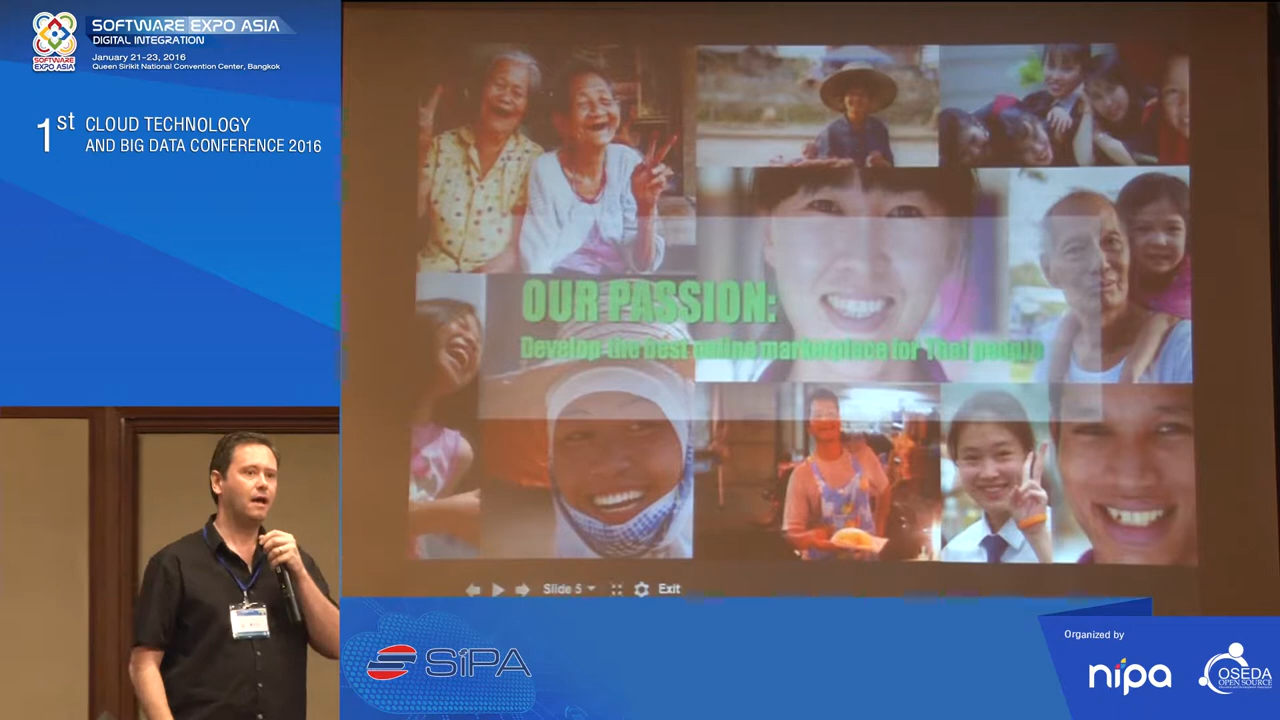 SOFTWARE EXPO ASIA
DIGITAL INTEGRATION
January 21-23, 2016
Queen Sirikit National Convention Center, Bangkok
SOFTWARE
EXPO ASIA
1st CLOUD TECHNOLOGY
AND BIG DATA CONFERENCE 2016
OUR PASSION:
Develop the best online marketplace for Thai people
Slide 5
Exit
SiPA
Organized by
nipa
OSEDA
OPEN SOURCE